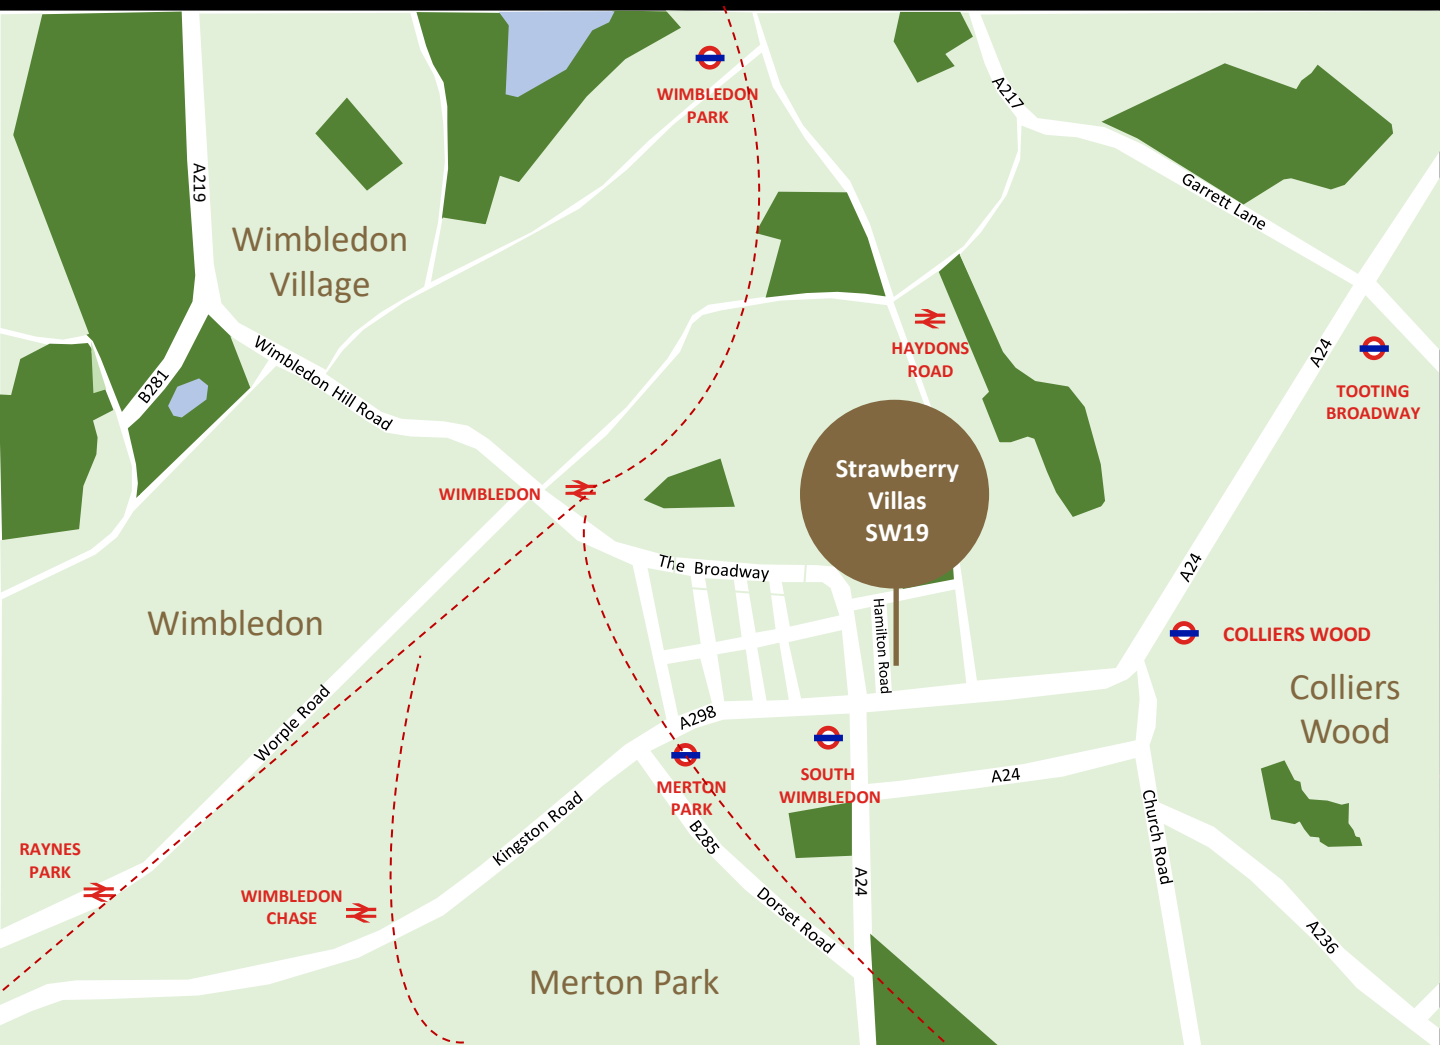 WIMBLEDON
PARK
A217
A219
Garrett Lane
Wimbledon
Village
HAYDONS
ROAD
A24
Wimbledon Hill Road
B281
TOOTING
BROADWAY
Strawberry
Villas
SW19
WIMBLEDON
The Broadway
A24
Wimbledon
Hamilton Road
COLLIERS WOOD
Colliers
Wood
Worple Road
A298
MERTON
PARK
SOUTH
WIMBLEDON
A24
Kingston Road
B285
Church Road
RAYNES
PARK
WIMBLEDON
CHASE
A24
Dorset Road
A236
Merton Park